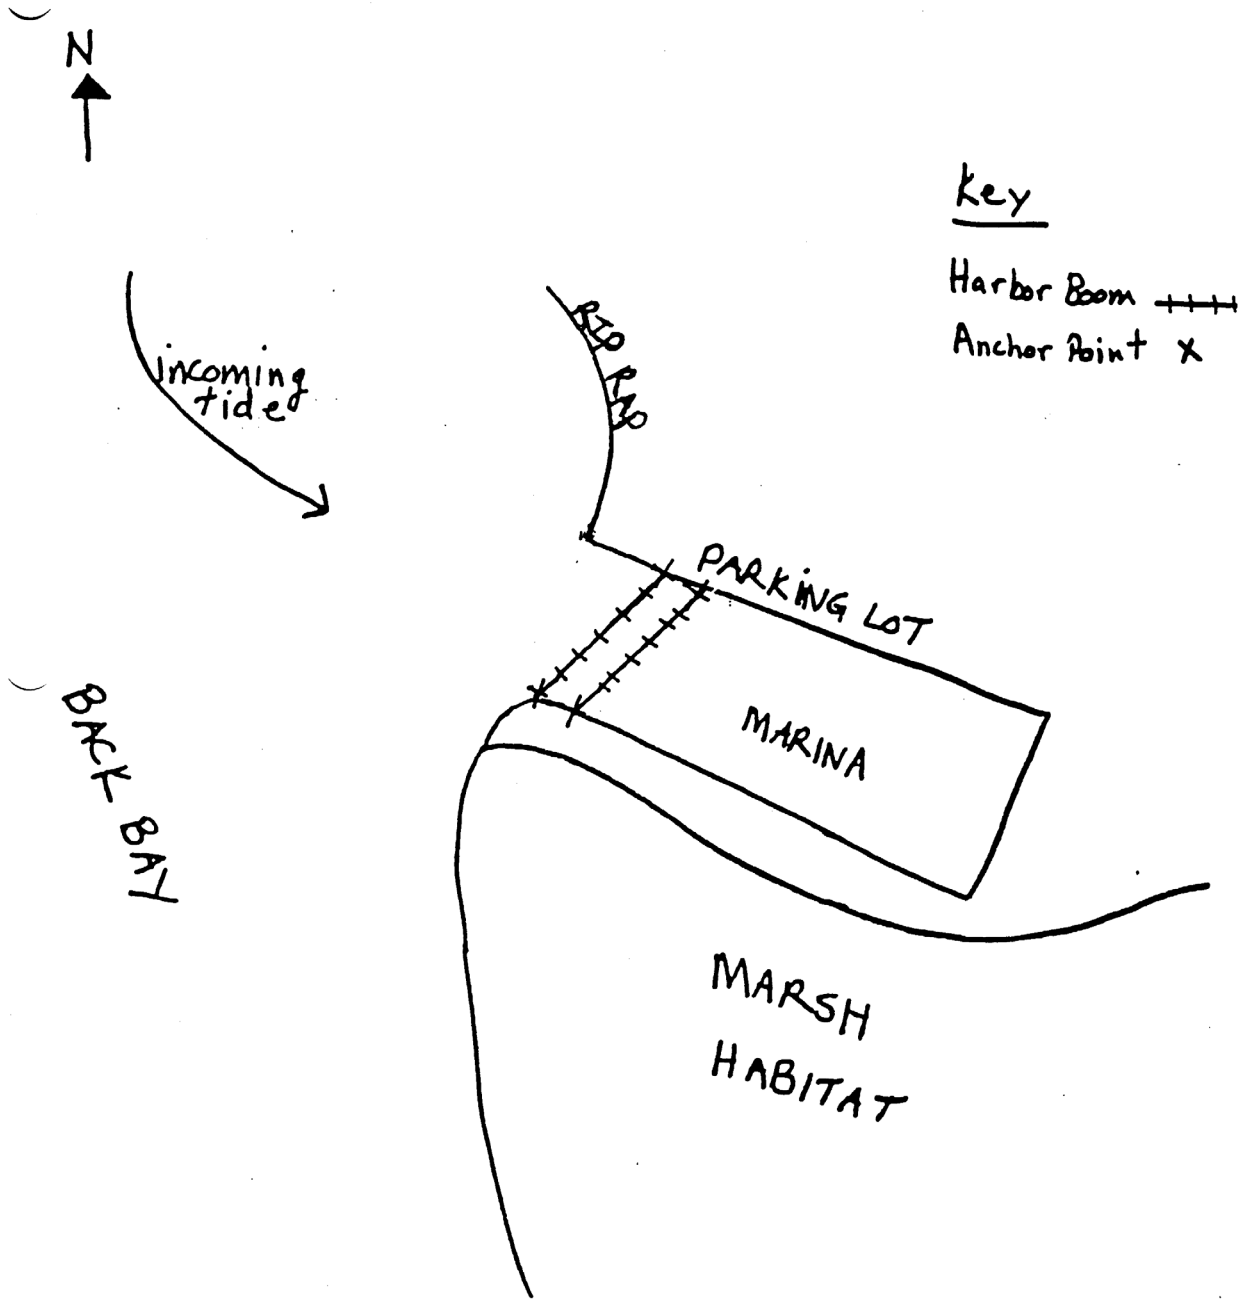 N
Key
Harbor Boom
Anchor Point x
RIP RAP
incoming
tide
PARKING LOT
MARINA
BACK BAY
MARSH
HABITAT